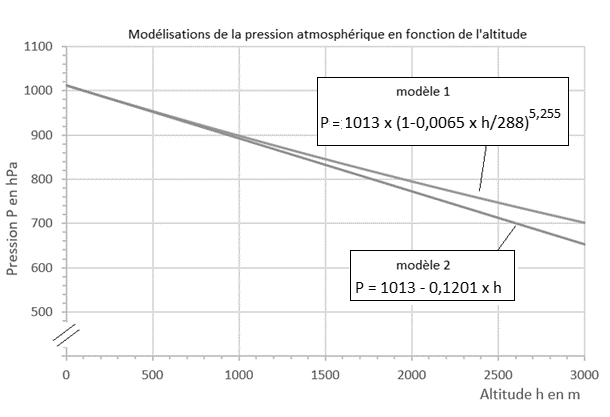 Modélisations de la pression atmosphérique en fonction de l'altitude
1100
1000
900
800
700
600
500
Pression P en hPa
modèle 1
P = 1013 x (1-0,0065 x h/288)^5,255
modèle 2
P = 1013 - 0,1201 x h
0 500 1000 1500 2000 2500 3000
Altitude h en m